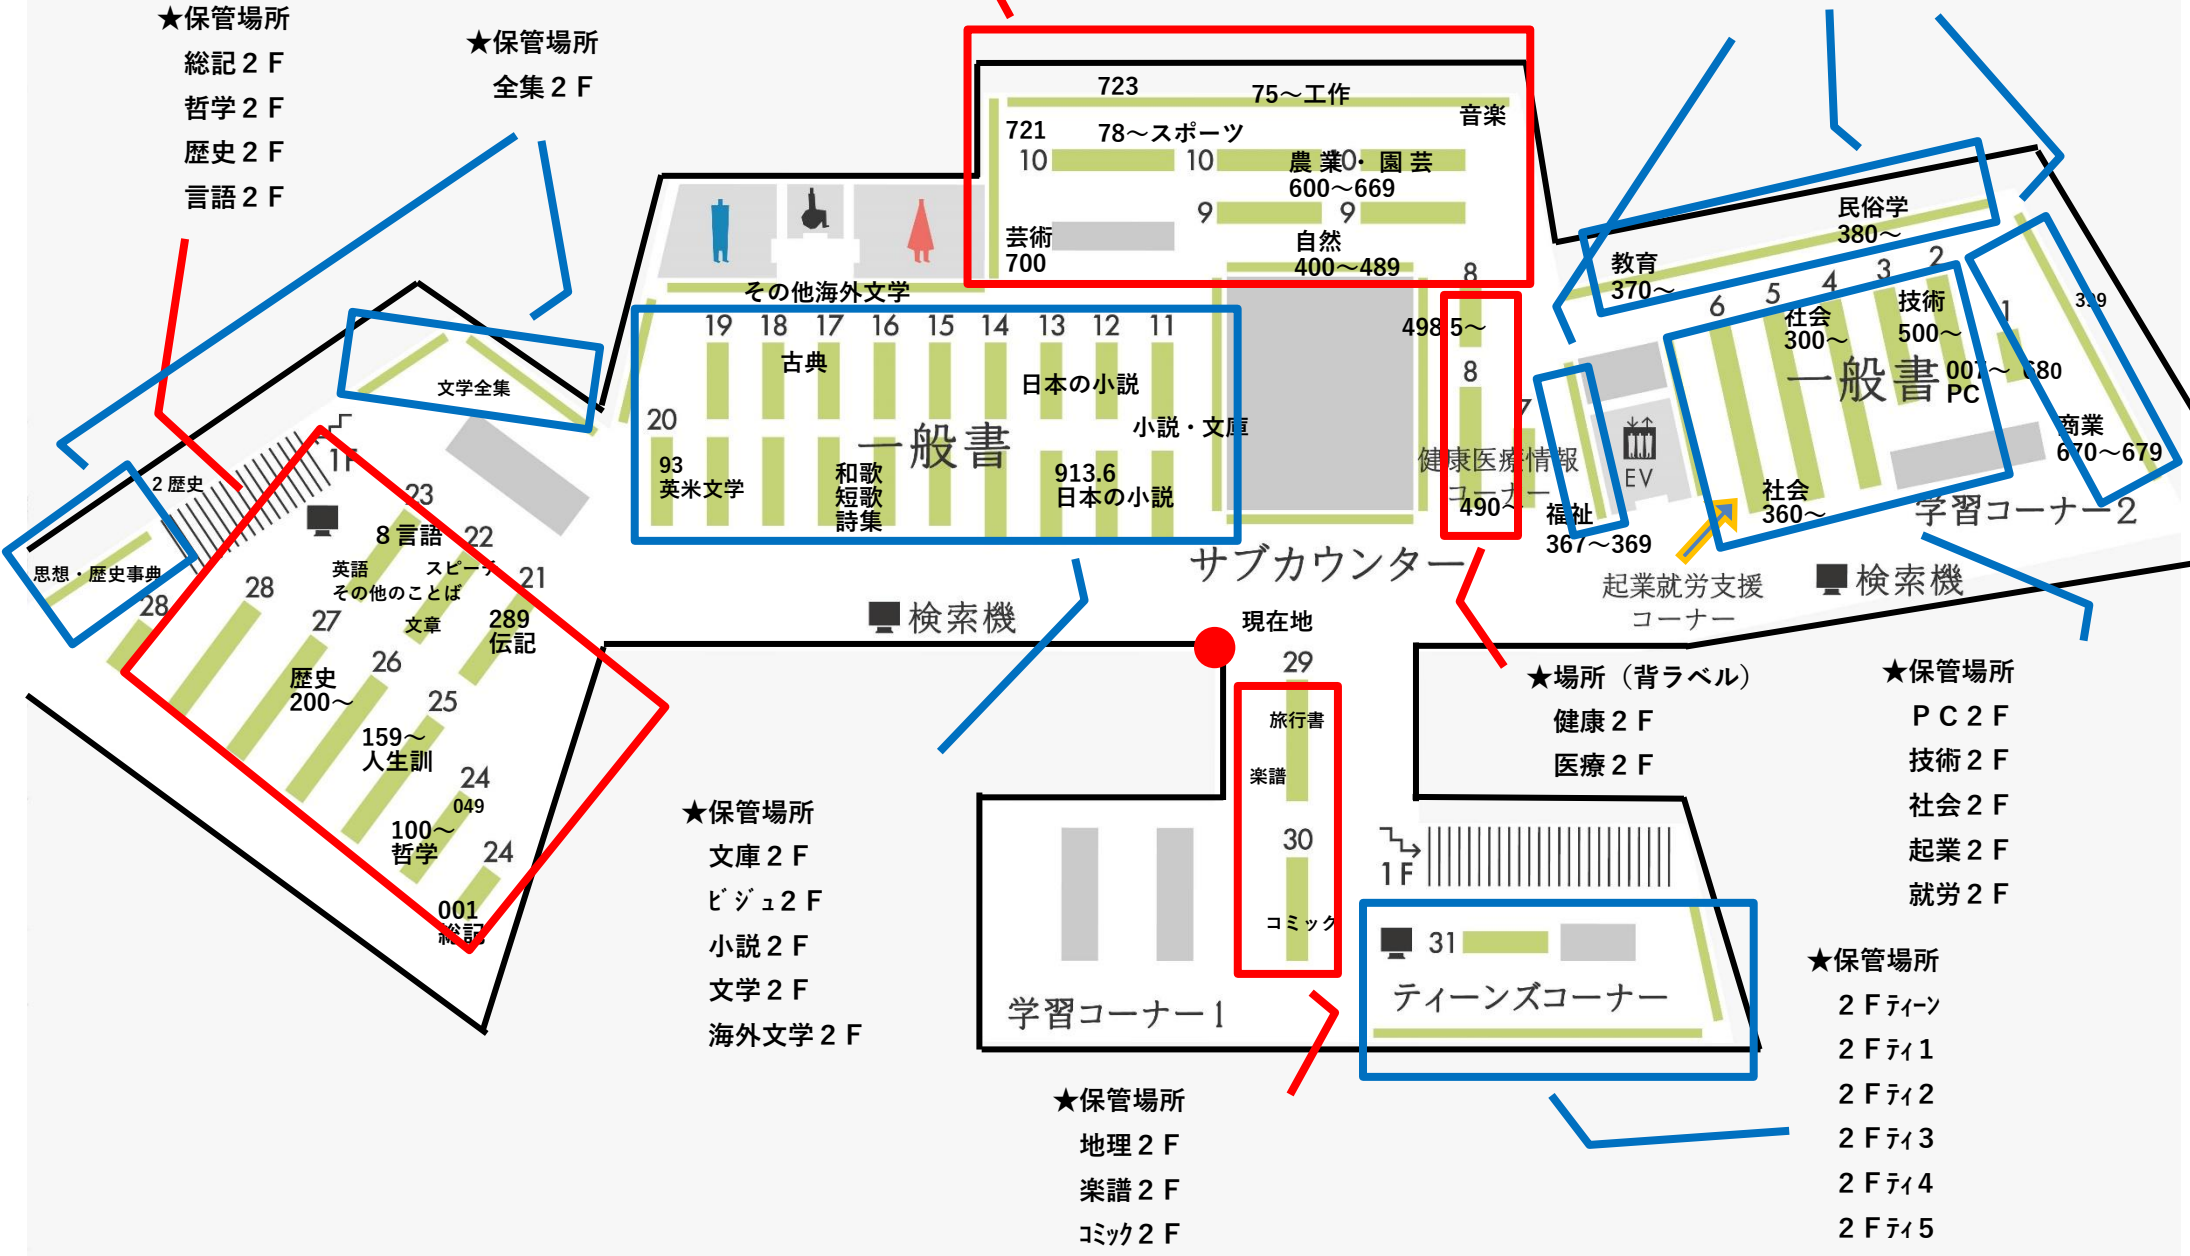 ★保管場所
総記２Ｆ
哲学２Ｆ
歴史２Ｆ
言語２Ｆ
★保管場所
全集２Ｆ
723
75～工作
音楽
721
78～スポーツ
10
10
10
農業・園芸
600～669
9
9
芸術
700
自然
400～489
その他海外文学
19
18
17
16
15
14
13
12
11
古典
日本の小説
小説・文庫
一般書
20
93
英米文学
和歌
短歌
詩集
913.6
日本の小説
8
498.5～
8
7
健康医療情報
コーナー
490～
福祉
367～369
EV
民俗学
380～
教育
370～
6
5
4
3
2
1
社会
300～
技術
500～
一般書
007～
PC
680
商業
670～679
社会
360～
学習コーナー2
起業就労支援
コーナー
検索機
文学全集
1F
2 歴史
思想・歴史事典
23
8 言語
22
英語
スピーチ
その他のことば
21
文章
289
伝記
28
28
27
26
歴史
200～
25
159～
人生訓
24
049
100～
哲学
24
001
総記
サブカウンター
検索機
現在地
29
旅行書
楽譜
30
コミック
学習コーナー1
1F
31
ティーンズコーナー
★場所（背ラベル）
健康２Ｆ
医療２Ｆ
★保管場所
ＰＣ２Ｆ
技術２Ｆ
社会２Ｆ
起業２Ｆ
就労２Ｆ
★保管場所
文庫２Ｆ
ﾋﾞｼﾞｭ２Ｆ
小説２Ｆ
文学２Ｆ
海外文学２Ｆ
★保管場所
２Ｆﾃｨｰﾝ
２Ｆﾃｨ1
２Ｆﾃｨ2
２Ｆﾃｨ3
２Ｆﾃｨ4
２Ｆﾃｨ5
★保管場所
地理２Ｆ
楽譜２Ｆ
ｺﾐｯｸ２Ｆ